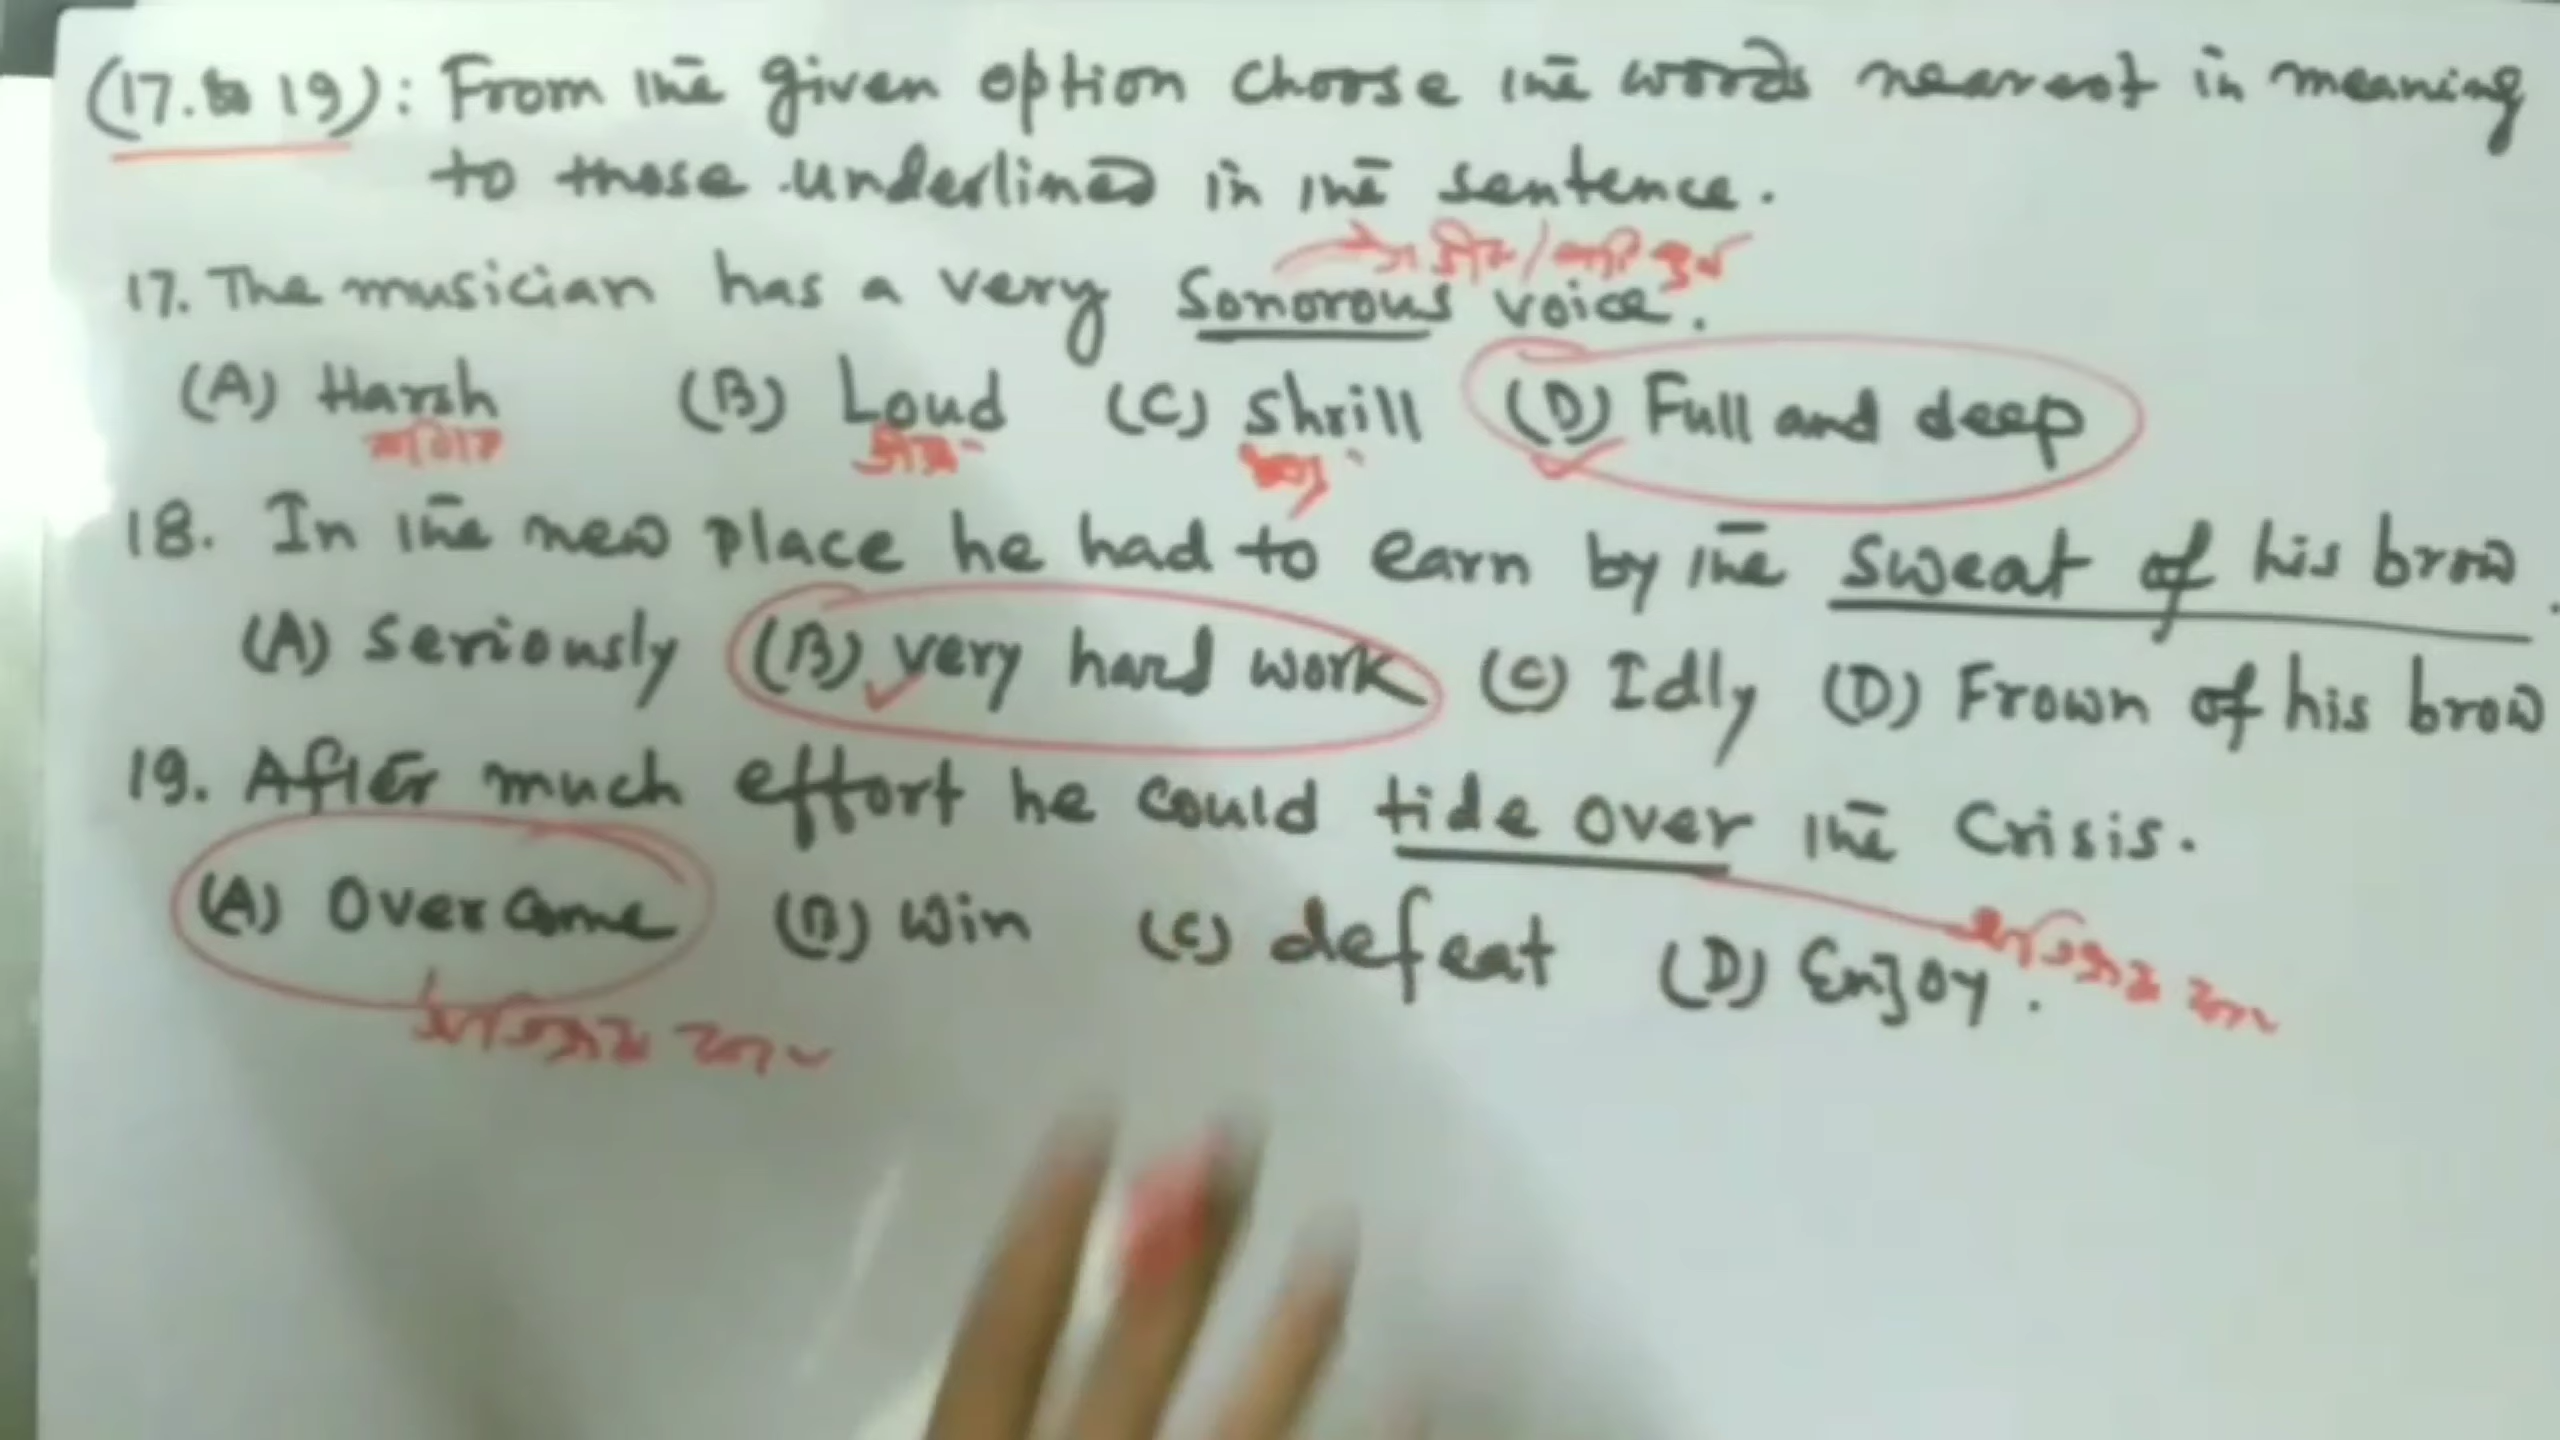 (17. to 19): From the given option choose the words nearest in meaning
to those underlined in the sentence.
17. The musician has a very Sonorous voice.
(A) Harsh (B) Loud (C) Shrill (D) Full and deep
18. In the new place he had to earn by the sweat of his brow.
(A) Seriously (B) very hard work (C) Idly (D) Frown of his brow
19. After much effort he could tide over the Crisis.
(A) Overcome (B) Win (C) defeat (D) Enjoy.